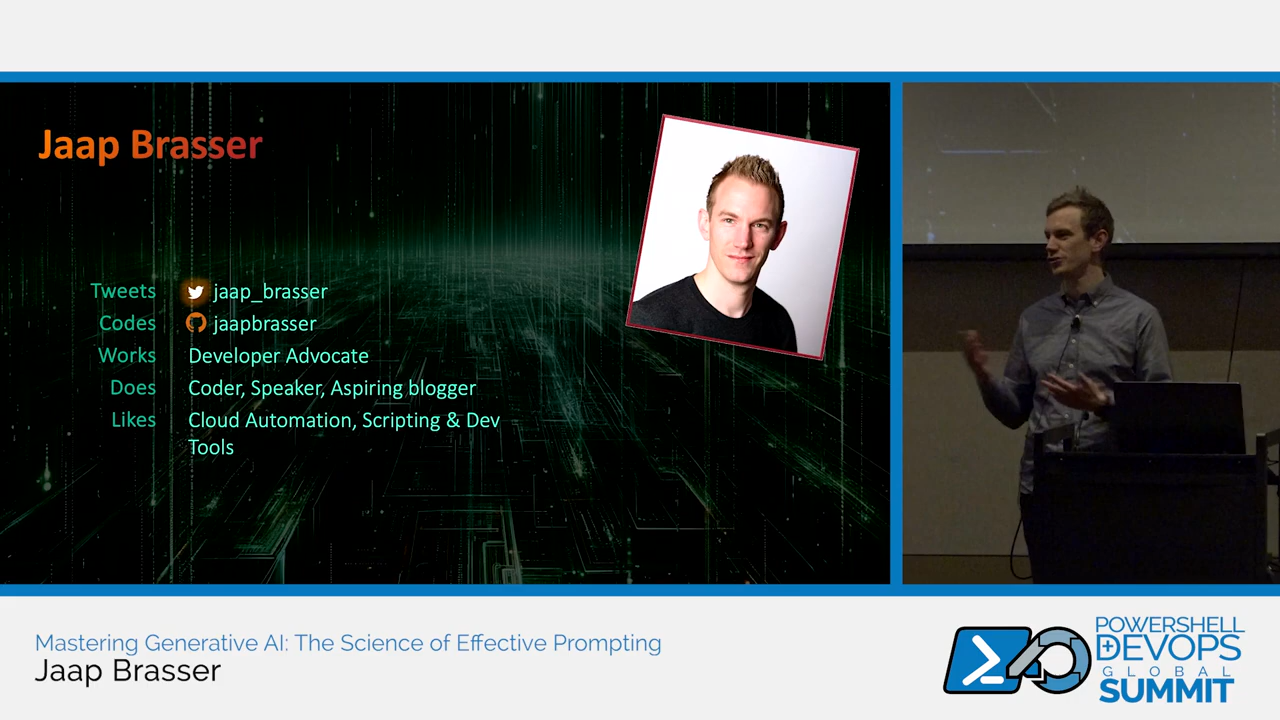 Jaap Brasser
Tweets jaap_brasser
Codes jaapbrasser
Works Developer Advocate
Does Coder, Speaker, Aspiring blogger
Likes Cloud Automation, Scripting & Dev
Tools
Mastering Generative AI: The Science of Effective Prompting
Jaap Brasser
POWERSHELL
DEVOPS
GLOBAL
SUMMIT